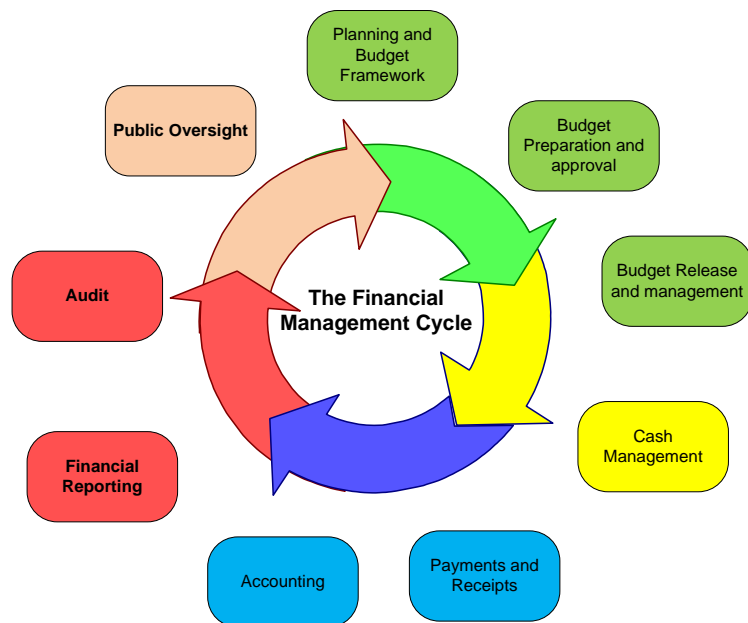 Planning and
Budget
Framework
Public Oversight
Budget
Preparation and
approval
Audit
The Financial
Management Cycle
Budget Release
and management
Financial
Reporting
Cash
Management
Accounting
Payments and
Receipts